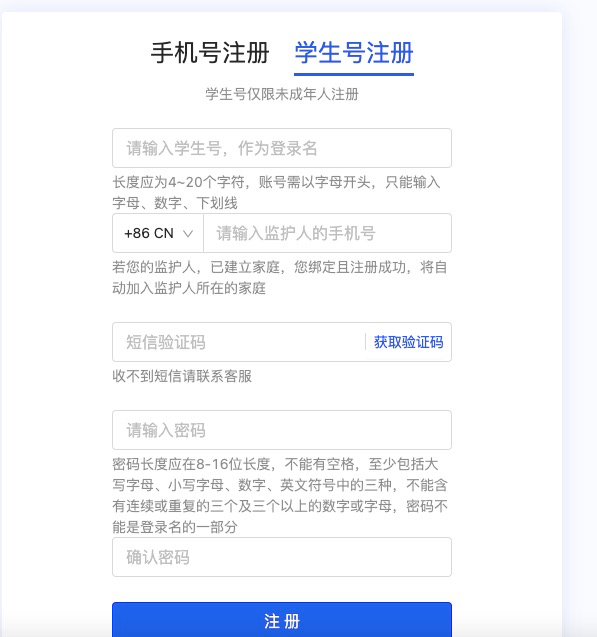 手机号注册 学生号注册
学生号仅限未成年人注册
请输入学生号，作为登录名
长度应为4~20个字符，账号需以字母开头，只能输入
字母、数字、下划线
+86 CN 请输入监护人的手机号
若您的监护人，已建立家庭，您绑定且注册成功，将自
动加入监护人所在的家庭
短信验证码 获取验证码
收不到短信请联系客服
请输入密码
密码长度应在8-16位长度，不能有空格，至少包括大
写字母、小写字母、数字、英文符号中的三种，不能含
有连续或重复的三个及三个以上的数字或字母，密码不
能是登录名的一部分
确认密码
注 册